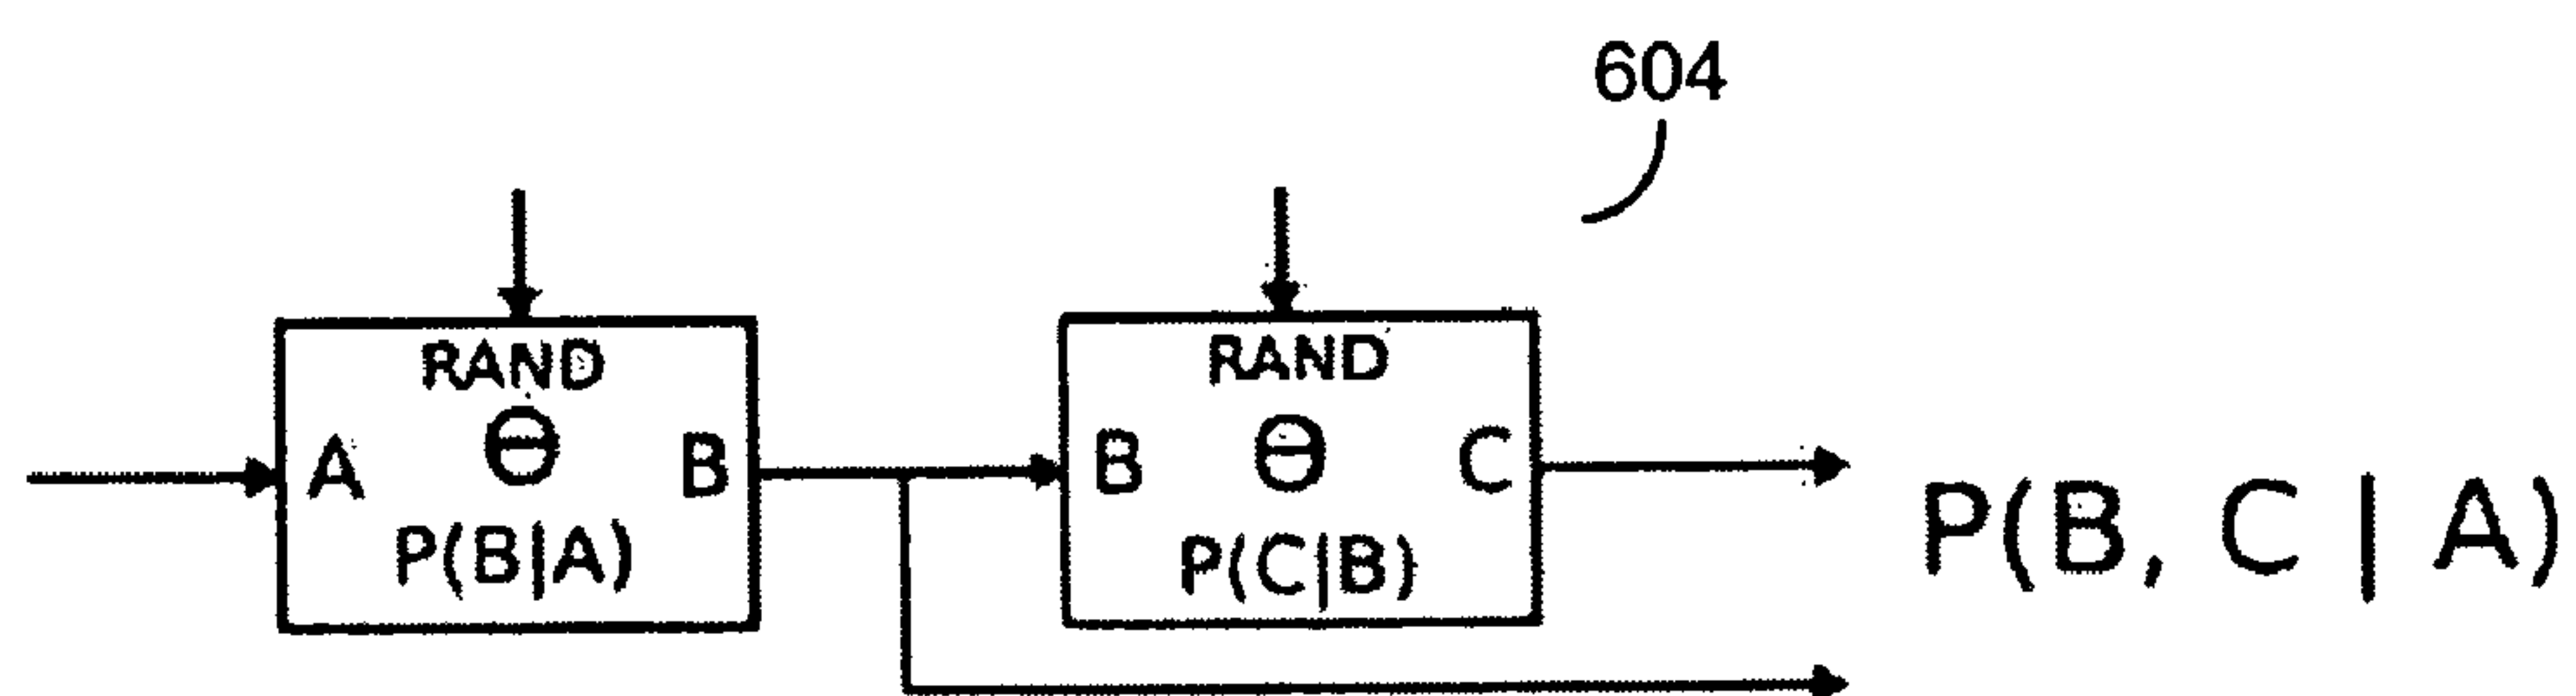 604
RAND RAND
A Θ B B Θ C
P(B|A) P(C|B)
P(B, C | A)